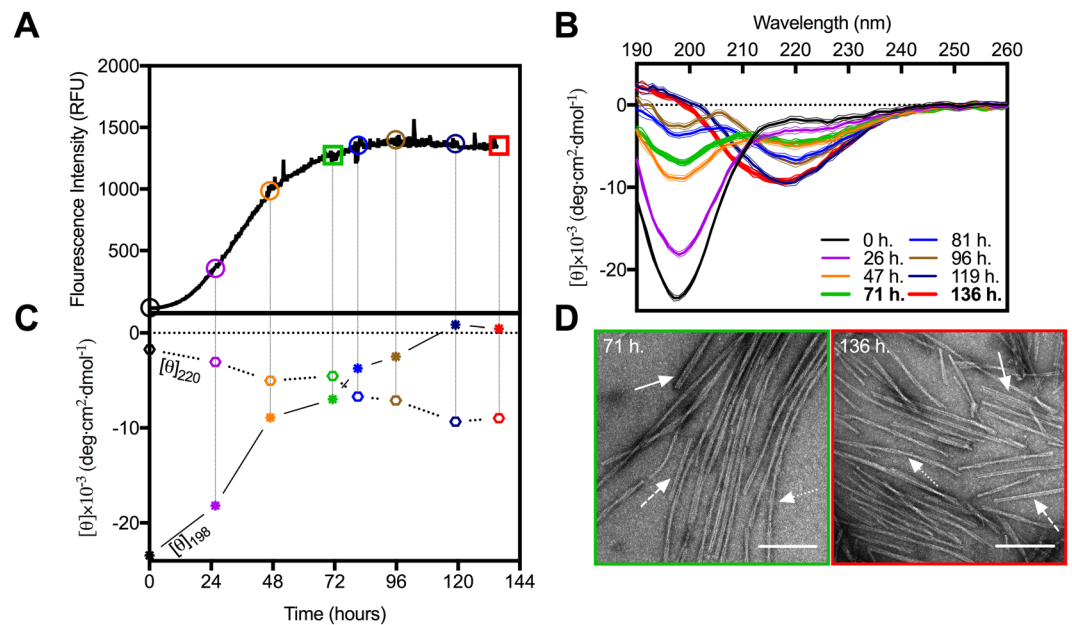 A
2000
1500
1000
500
Flourescence Intensity (RFU)
B
Wavelength (nm)
190 200 210 220 230 240 250 260
0
-10
-20
[θ]×10⁻³ (deg·cm²·dmol⁻¹)
0 h. 81 h.
26 h. 96 h.
47 h. 119 h.
71 h. 136 h.
C
0
-10
-20
[θ]×10⁻³ (deg·cm²·dmol⁻¹)
[θ]₂₂₀
[θ]₁₉₈
0 24 48 72 96 120 144
Time (hours)
D
71 h.
136 h.